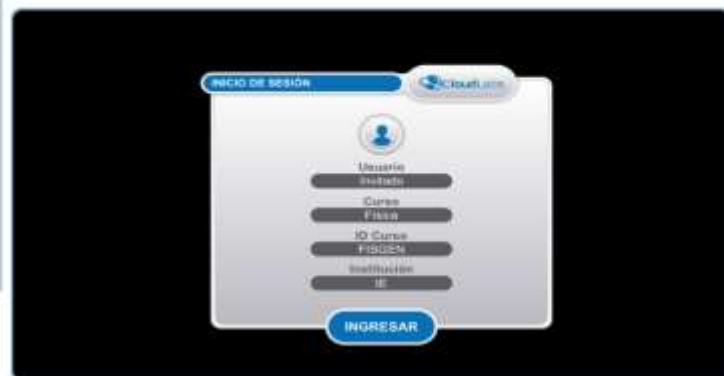 INICIO DE SESIÓN
CloudLabs
Usuario
Invitado
Curso
Física
ID Curso
FISGEN
Institución
IE
INGRESAR